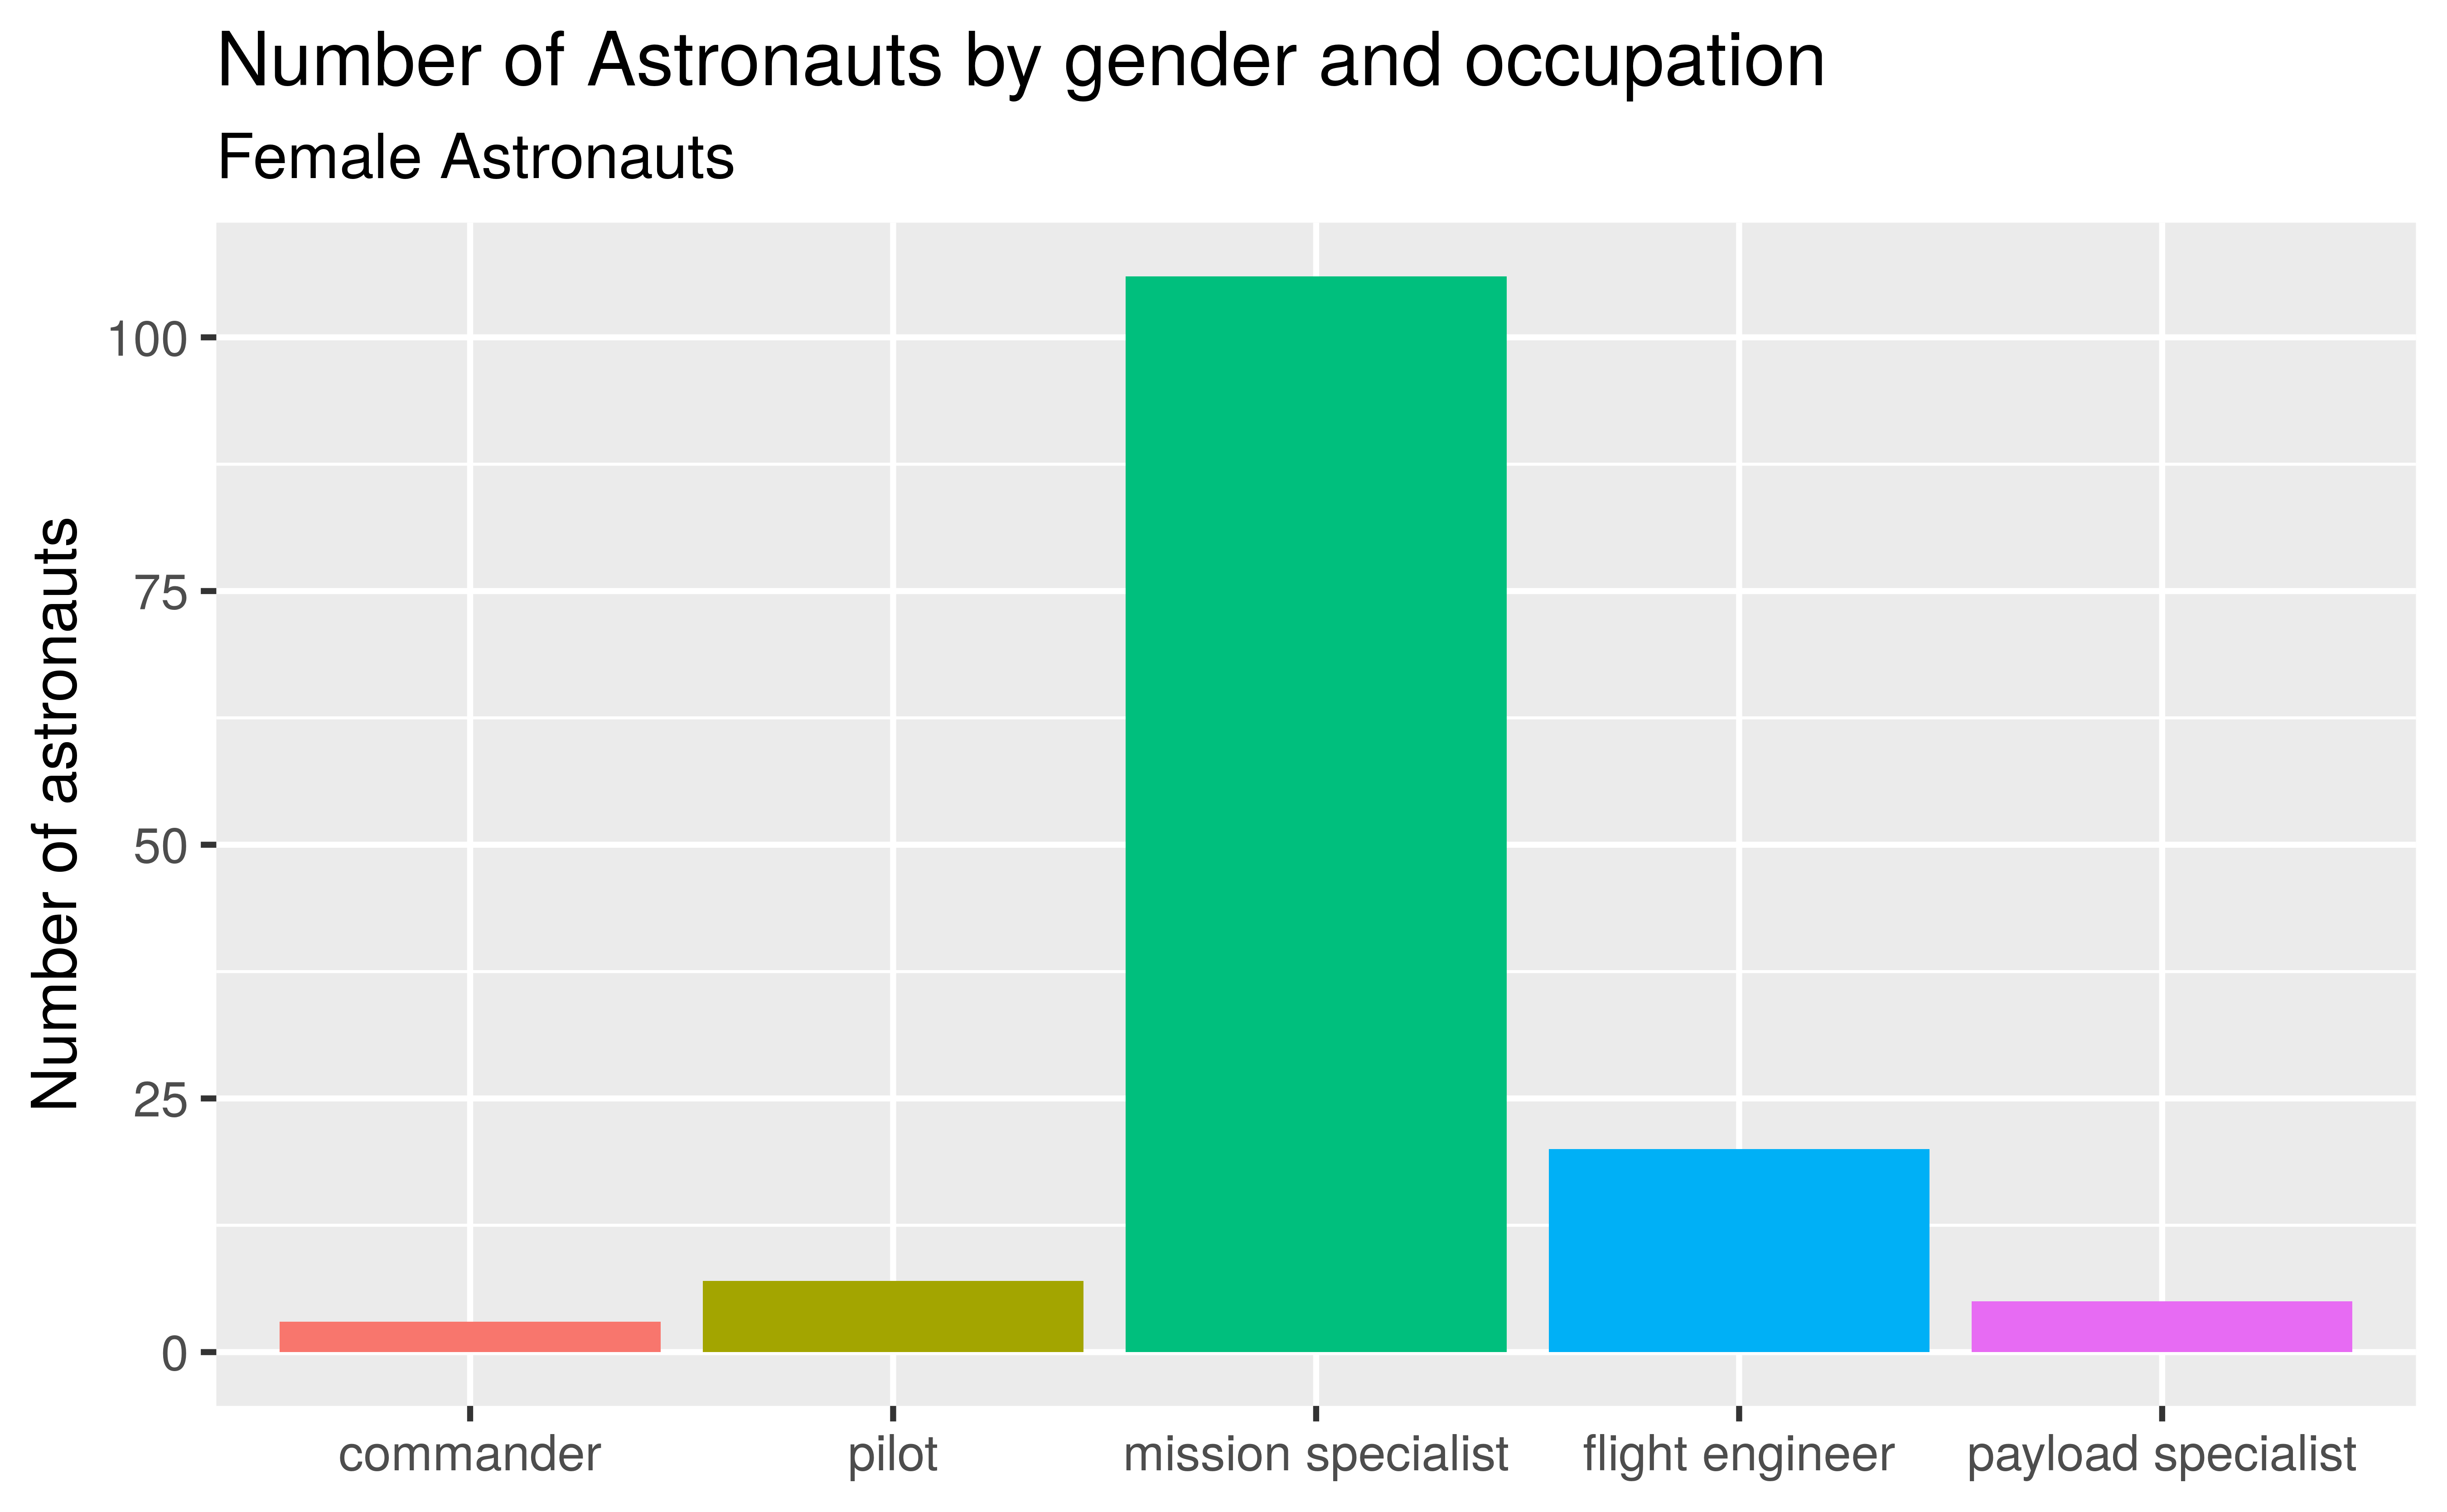 Number of Astronauts by gender and occupation
Female Astronauts
Number of astronauts
100
75
50
25
0
commander
pilot
mission specialist
flight engineer
payload specialist